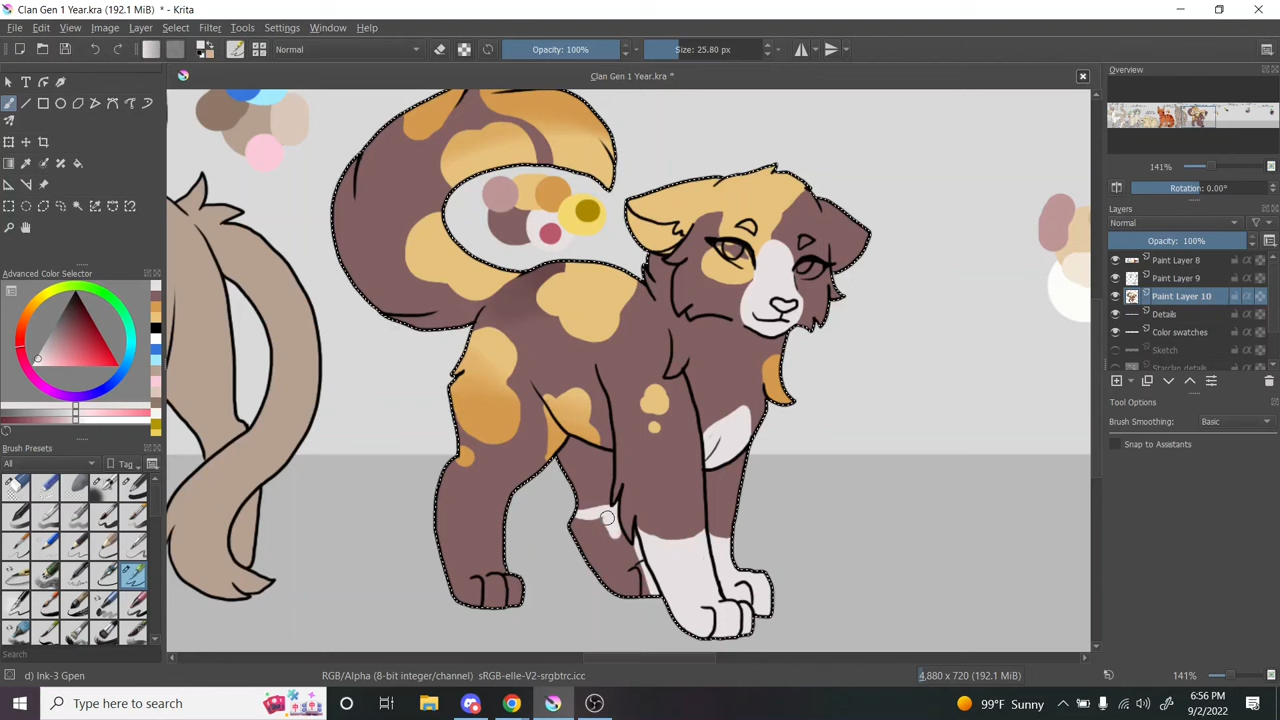 Clan Gen 1 Year.kra (192.1 MiB) * - Krita
File Edit View Image Layer Select Filter Tools Settings Window Help
Normal
Opacity: 100%
Size: 25.80 px
Clan Gen 1 Year.kra *
Overview
141%
Rotation: 0.00°
Layers
Normal
Opacity: 100%
Paint Layer 8
Paint Layer 9
Paint Layer 10
Details
Color swatches
Sketch
Starclan details
Tool Options
Brush Smoothing: Basic
Snap to Assistants
Advanced Color Selector
Brush Presets
All
Tag
Search
d) Ink-3 Gpen
RGB/Alpha (8-bit integer/channel) sRGB-elle-V2-srgbtrc.icc
4,880 x 720 (192.1 MiB)
141%
Type here to search
99°F Sunny
6:56 PM
9/2/2022